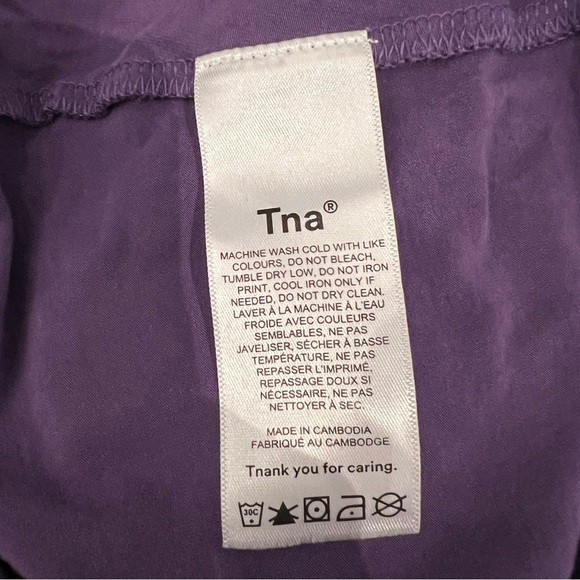 Tna®
MACHINE WASH COLD WITH LIKE
COLOURS, DO NOT BLEACH,
TUMBLE DRY LOW, DO NOT IRON
PRINT, COOL IRON ONLY IF
NEEDED, DO NOT DRY CLEAN.
LAVER À LA MACHINE À L'EAU
FROIDE AVEC COULEURS
SEMBLABLES, NE PAS
JAVELISER, SÉCHER À BASSE
TEMPÉRATURE, NE PAS
REPASSER L'IMPRIMÉ,
REPASSAGE DOUX SI
NÉCESSAIRE, NE PAS
NETTOYER À SEC.
MADE IN CAMBODIA
FABRIQUÉ AU CAMBODGE
Tnank you for caring.
30C